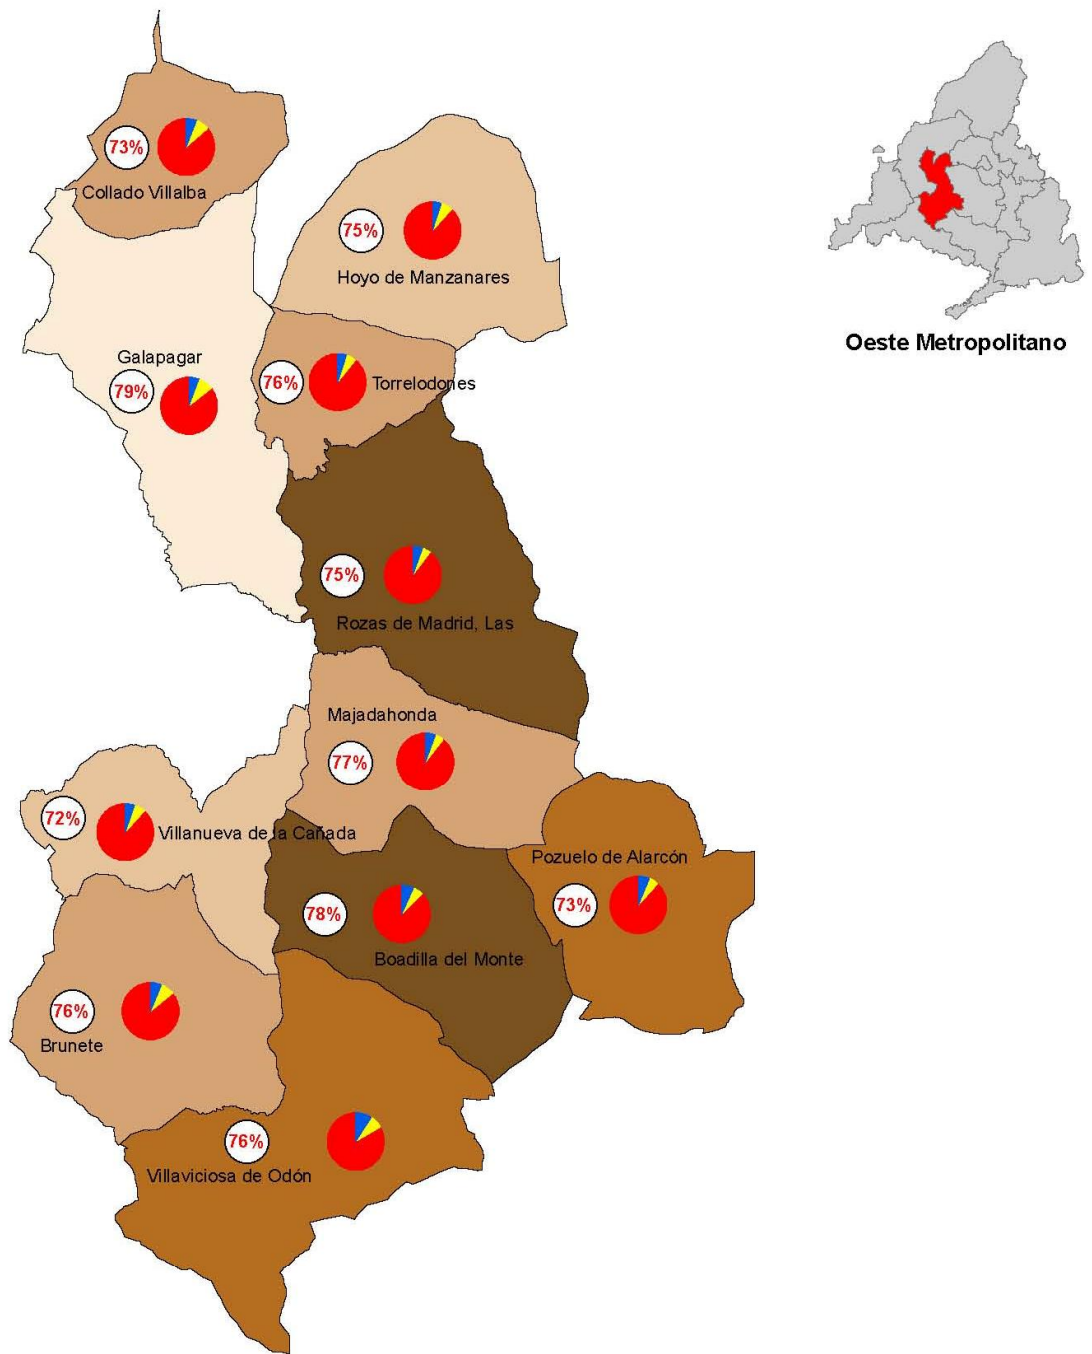 73%
Collado Villalba
75%
Hoyo de Manzanares
Oeste Metropolitano
Galapagar
79%
76%
Torrelodones
75%
Rozas de Madrid, Las
Majadahonda
77%
72%
Villanueva de la Cañada
Pozuelo de Alarcón
73%
78%
Boadilla del Monte
76%
Brunete
76%
Villaviciosa de Odón